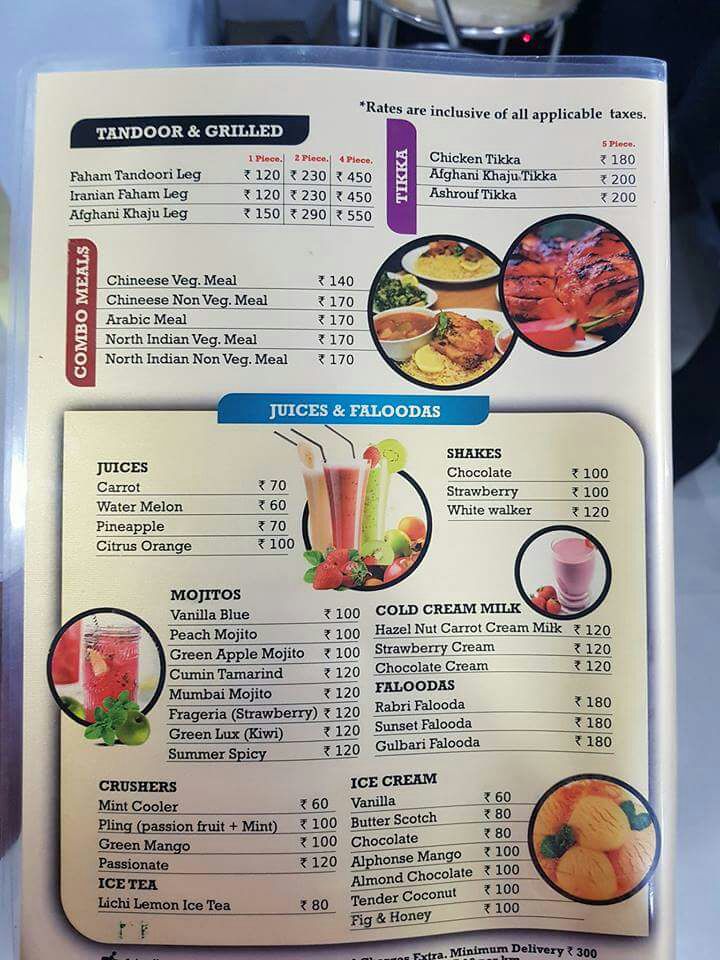 *Rates are inclusive of all applicable taxes.
TANDOOR & GRILLED
1 Piece. 2 Piece. 4 Piece.
Faham Tandoori Leg ₹ 120 ₹ 230 ₹ 450
Iranian Faham Leg ₹ 120 ₹ 230 ₹ 450
Afghani Khaju Leg ₹ 150 ₹ 290 ₹ 550
TIKKA
5 Piece.
Chicken Tikka ₹ 180
Afghani Khaju Tikka ₹ 200
Ashrouf Tikka ₹ 200
COMBO MEALS
Chineese Veg. Meal ₹ 140
Chineese Non Veg. Meal ₹ 170
Arabic Meal ₹ 170
North Indian Veg. Meal ₹ 170
North Indian Non Veg. Meal ₹ 170
JUICES & FALOODAS
JUICES
Carrot ₹ 70
Water Melon ₹ 60
Pineapple ₹ 70
Citrus Orange ₹ 100
SHAKES
Chocolate ₹ 100
Strawberry ₹ 100
White walker ₹ 120
MOJITOS
Vanilla Blue ₹ 100
Peach Mojito ₹ 100
Green Apple Mojito ₹ 100
Cumin Tamarind ₹ 120
Mumbai Mojito ₹ 120
Frageria (Strawberry) ₹ 120
Green Lux (Kiwi) ₹ 120
Summer Spicy ₹ 120
COLD CREAM MILK
Hazel Nut Carrot Cream Milk ₹ 120
Strawberry Cream ₹ 120
Chocolate Cream ₹ 120
FALOODAS
Rabri Falooda ₹ 180
Sunset Falooda ₹ 180
Gulbari Falooda ₹ 180
CRUSHERS
Mint Cooler ₹ 60
Pling (passion fruit + Mint) ₹ 100
Green Mango ₹ 100
Passionate ₹ 120
ICE TEA
Lichi Lemon Ice Tea ₹ 80
ICE CREAM
Vanilla ₹ 60
Butter Scotch ₹ 80
Chocolate ₹ 80
Alphonse Mango ₹ 100
Almond Chocolate ₹ 100
Tender Coconut ₹ 100
Fig & Honey ₹ 100
Charges Extra. Minimum Delivery ₹ 300